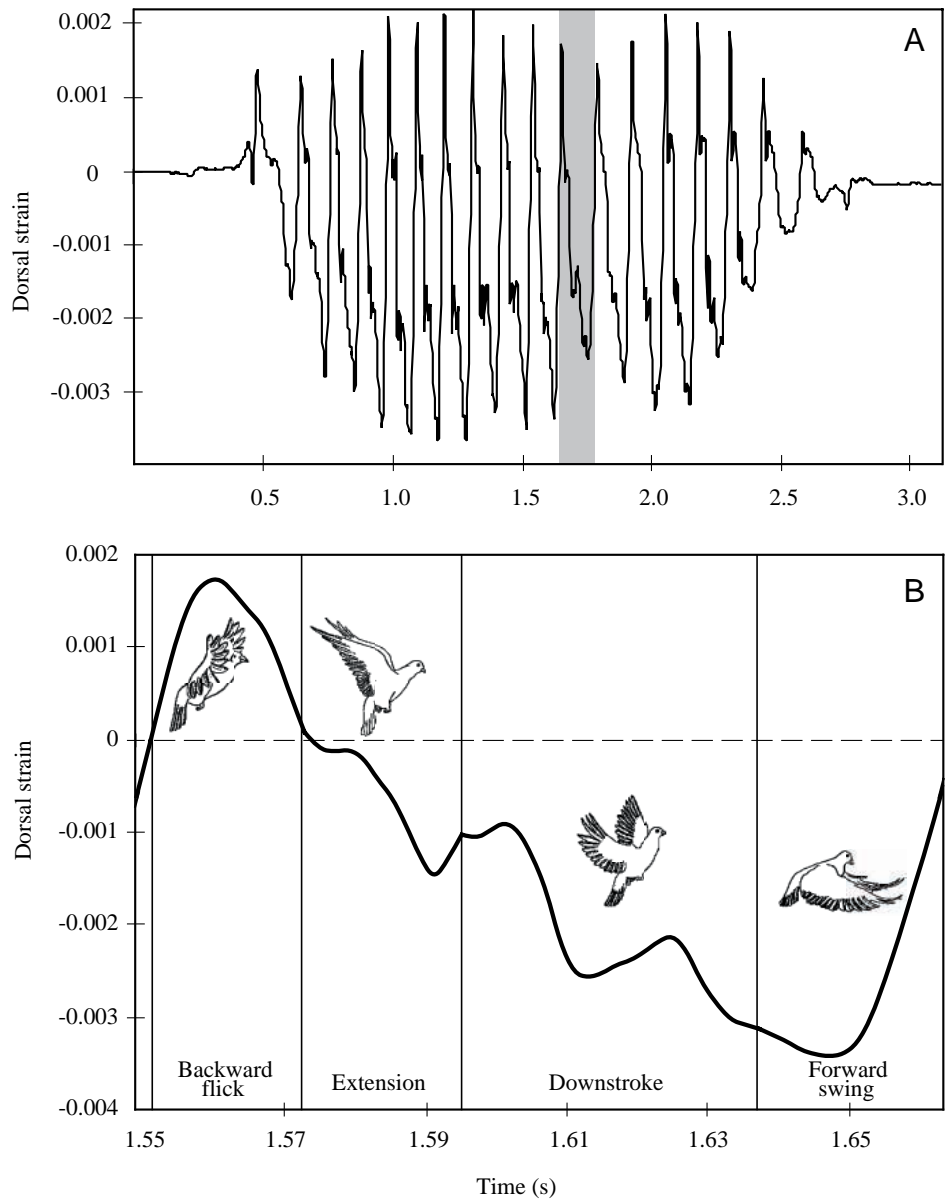 A
0.002
0.001
0
-0.001
-0.002
-0.003
Dorsal strain
0.5 1.0 1.5 2.0 2.5 3.0
B
0.002
0.001
0
-0.001
-0.002
-0.003
-0.004
Dorsal strain
Backward
flick
Extension
Downstroke
Forward
swing
1.55 1.57 1.59 1.61 1.63 1.65
Time (s)